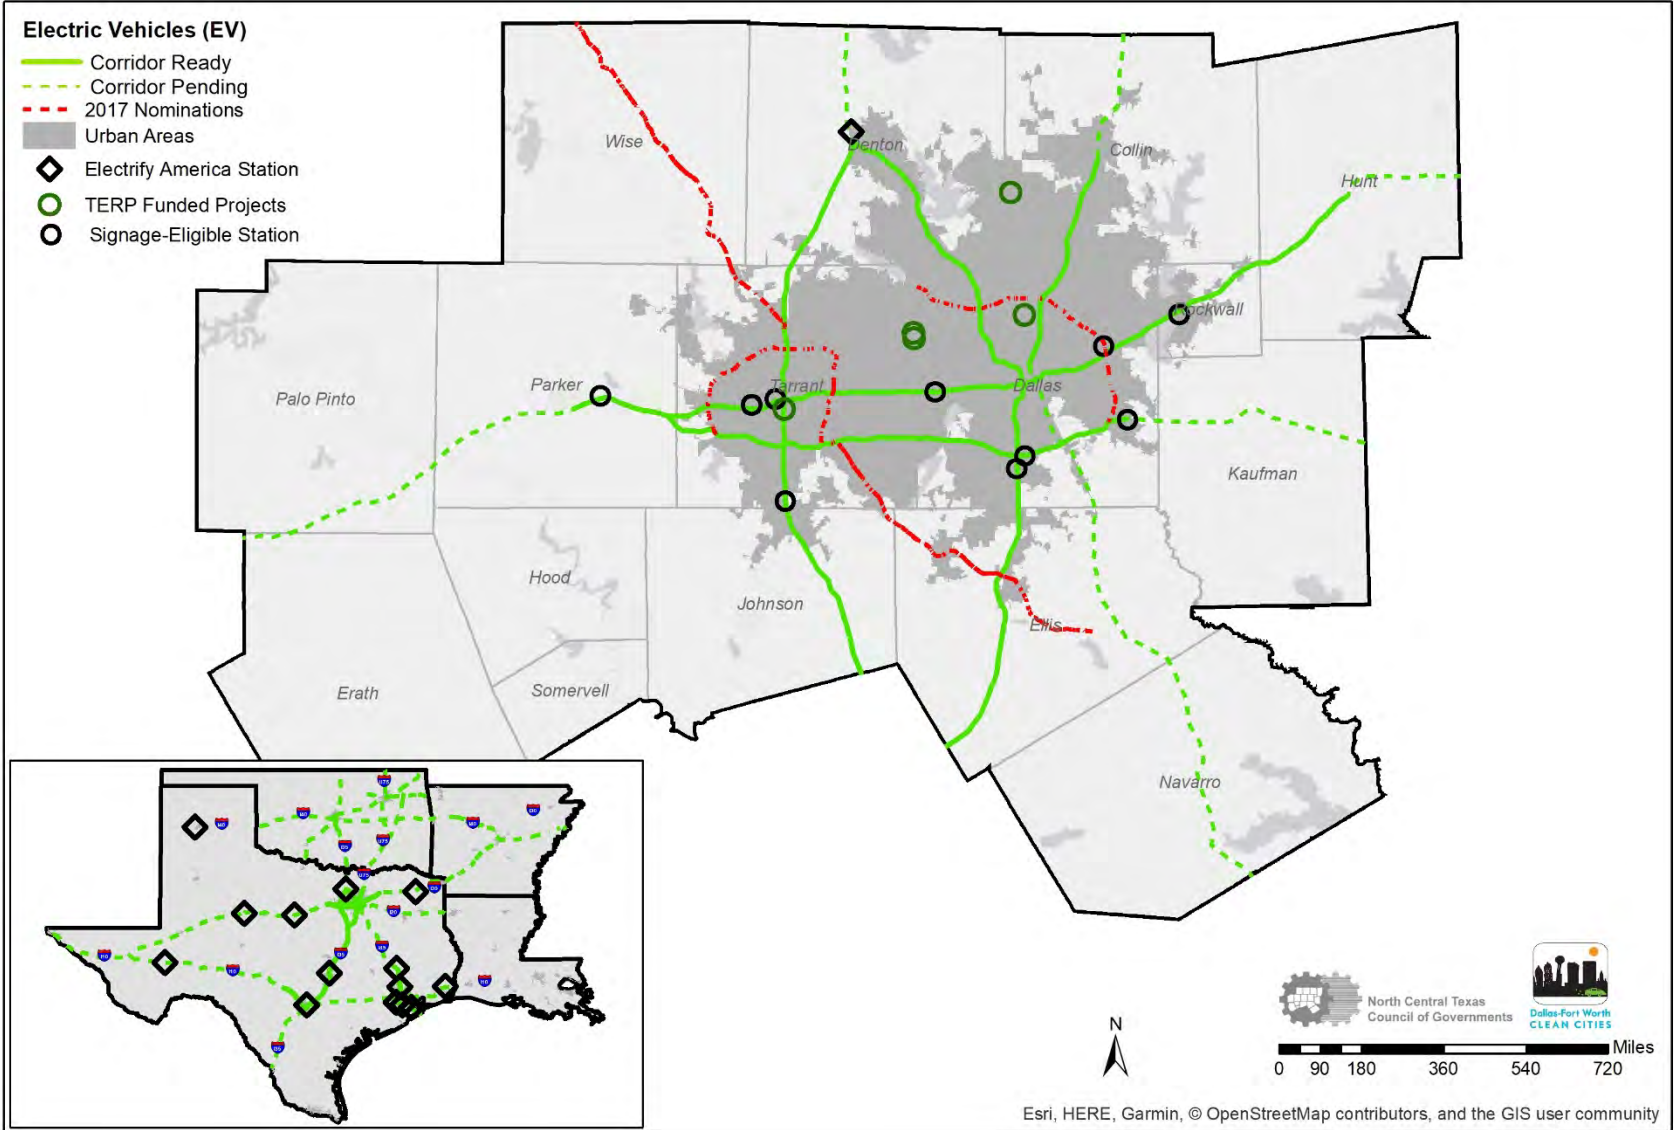 Electric Vehicles (EV)
Corridor Ready
Corridor Pending
2017 Nominations
Urban Areas
Electrify America Station
TERP Funded Projects
Signage-Eligible Station
Wise
Denton
Collin
Hunt
Rockwall
Palo Pinto
Parker
Tarrant
Dallas
Kaufman
Hood
Johnson
Ellis
Erath
Somervell
Navarro
North Central Texas
Council of Governments
Dallas-Fort Worth
CLEAN CITIES
N
Miles
0 90 180 360 540 720
Esri, HERE, Garmin, © OpenStreetMap contributors, and the GIS user community